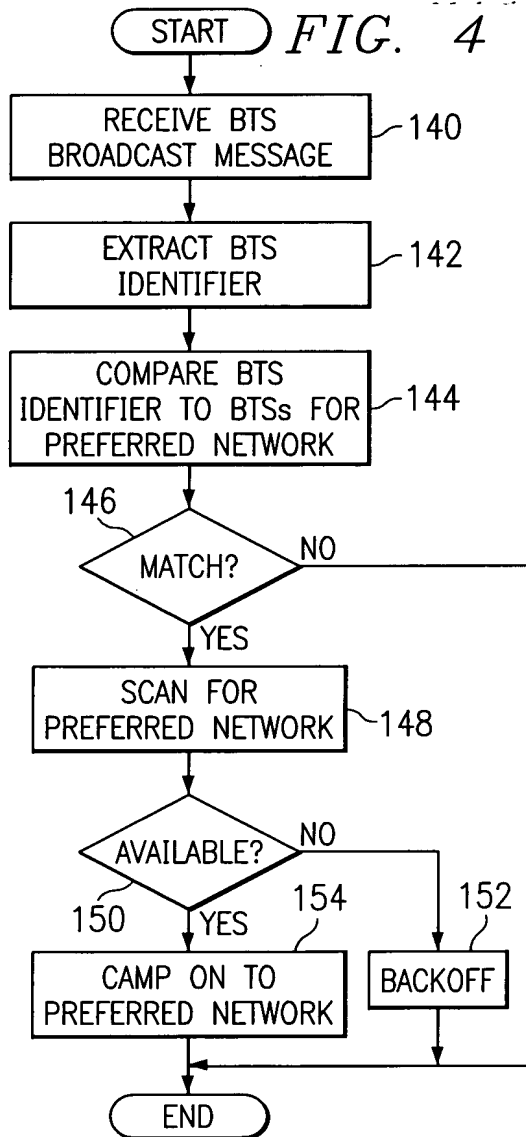 START
FIG. 4
RECEIVE BTS
BROADCAST MESSAGE
140
EXTRACT BTS
IDENTIFIER
142
COMPARE BTS
IDENTIFIER TO BTSs FOR
PREFERRED NETWORK
144
146
MATCH?
NO
YES
SCAN FOR
PREFERRED NETWORK
148
AVAILABLE?
NO
150
YES
154
152
CAMP ON TO
PREFERRED NETWORK
BACKOFF
END